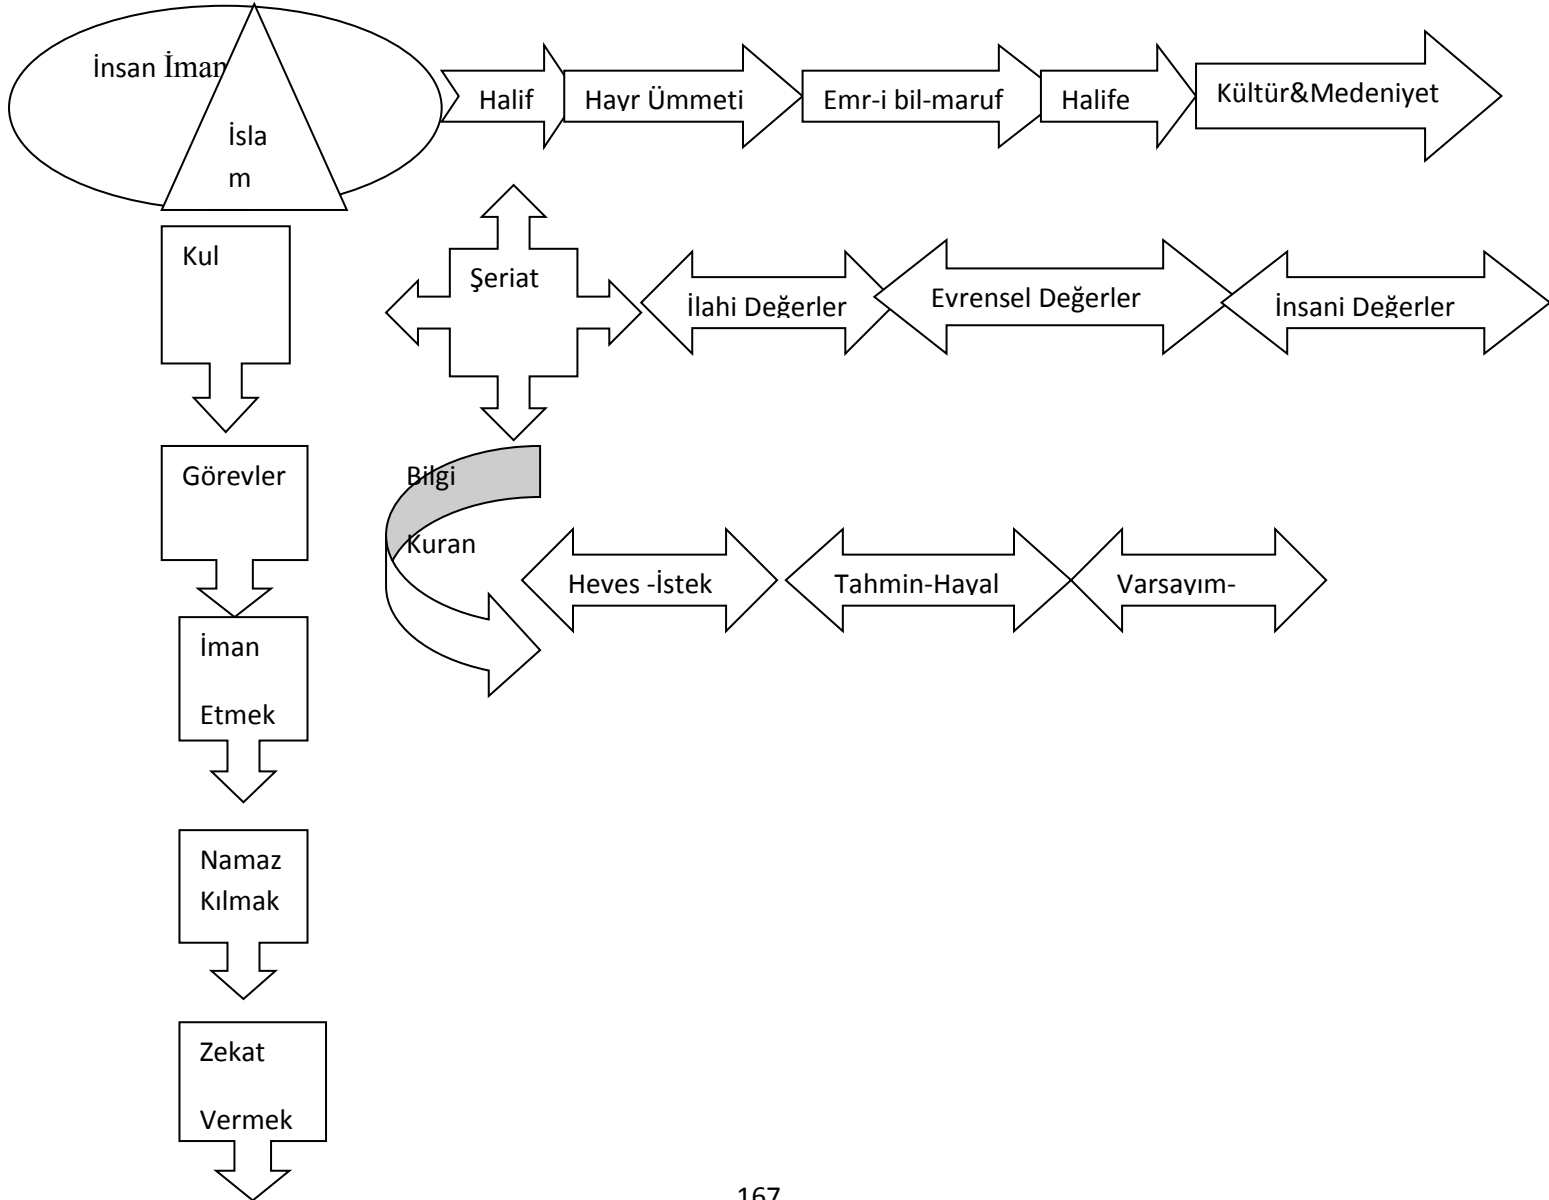 İnsan İman
İsla
m
Halif
Hayr Ümmeti
Emr-i bil-maruf
Halife
Kültür&Medeniyet
Kul
Şeriat
İlahi Değerler
Evrensel Değerler
İnsani Değerler
Görevler
Bilgi
Kuran
Heves -İstek
Tahmin-Hayal
Varsayım-
İman
Etmek
Namaz
Kılmak
Zekat
Vermek
167